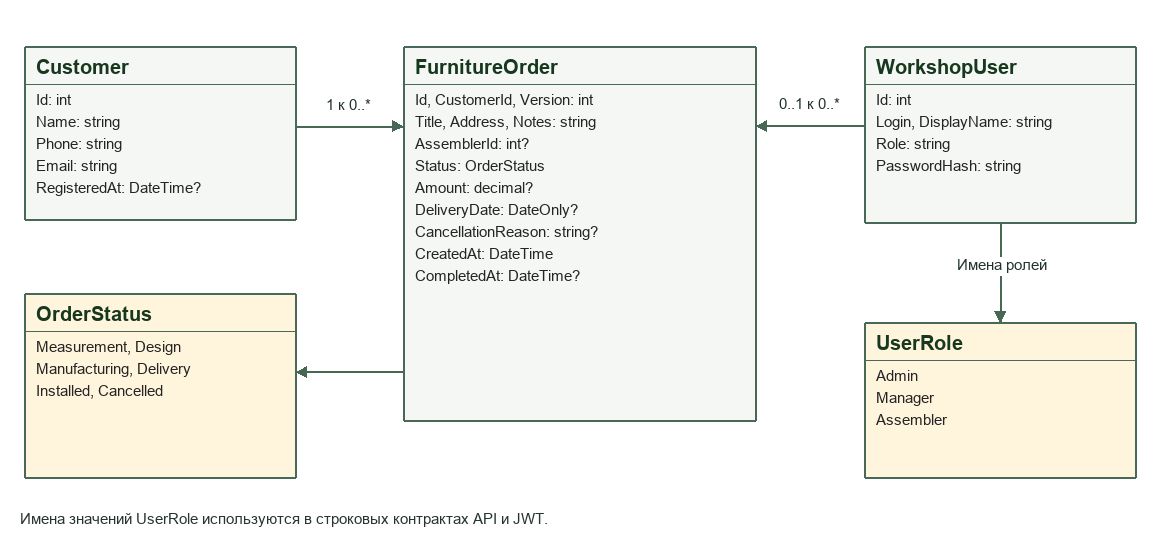 Customer
Id: int
Name: string
Phone: string
Email: string
RegisteredAt: DateTime?
1 к 0..*
FurnitureOrder
Id, CustomerId, Version: int
Title, Address, Notes: string
AssemblerId: int?
Status: OrderStatus
Amount: decimal?
DeliveryDate: DateOnly?
CancellationReason: string?
CreatedAt: DateTime
CompletedAt: DateTime?
0..1 к 0..*
WorkshopUser
Id: int
Login, DisplayName: string
Role: string
PasswordHash: string
Имена ролей
OrderStatus
Measurement, Design
Manufacturing, Delivery
Installed, Cancelled
UserRole
Admin
Manager
Assembler
Имена значений UserRole используются в строковых контрактах API и JWT.